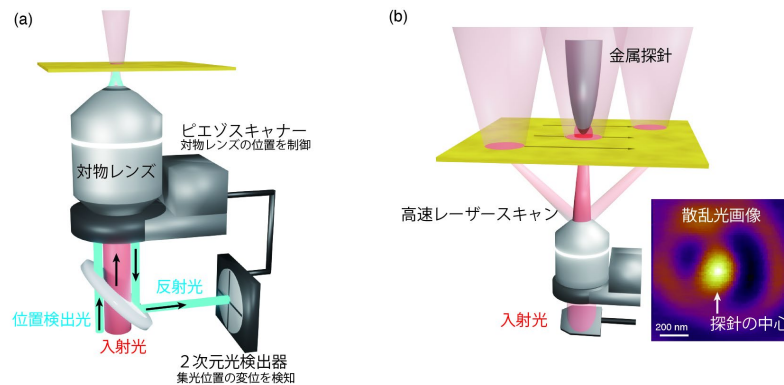 (a)
ピエゾスキャナー
対物レンズの位置を制御
対物レンズ
反射光
位置検出光
入射光
2次元光検出器
集光位置の変位を検知
(b)
金属探針
高速レーザースキャン
散乱光画像
入射光
200 nm
探針の中心